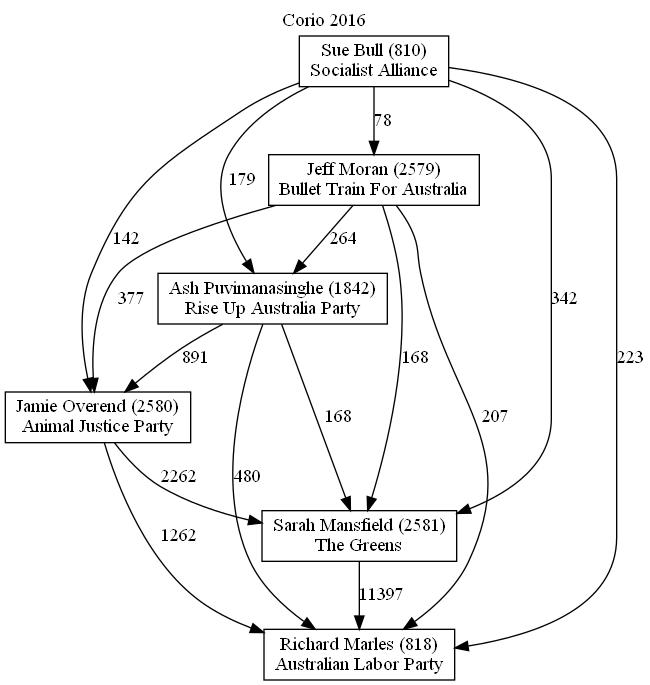 Corio 2016
Sue Bull (810)
Socialist Alliance
78
Jeff Moran (2579)
Bullet Train For Australia
179
142
264
Ash Puvimanasinghe (1842)
Rise Up Australia Party
377
342
891
168
223
Jamie Overend (2580)
Animal Justice Party
168
207
2262
480
Sarah Mansfield (2581)
The Greens
1262
11397
Richard Marles (818)
Australian Labor Party